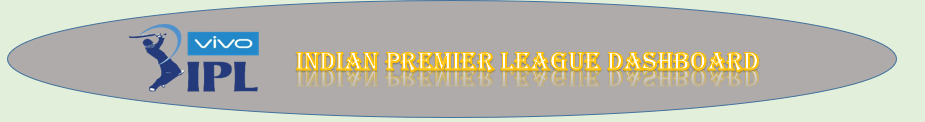 vivo
IPL
INDIAN PREMIER LEAGUE DASHBOARD